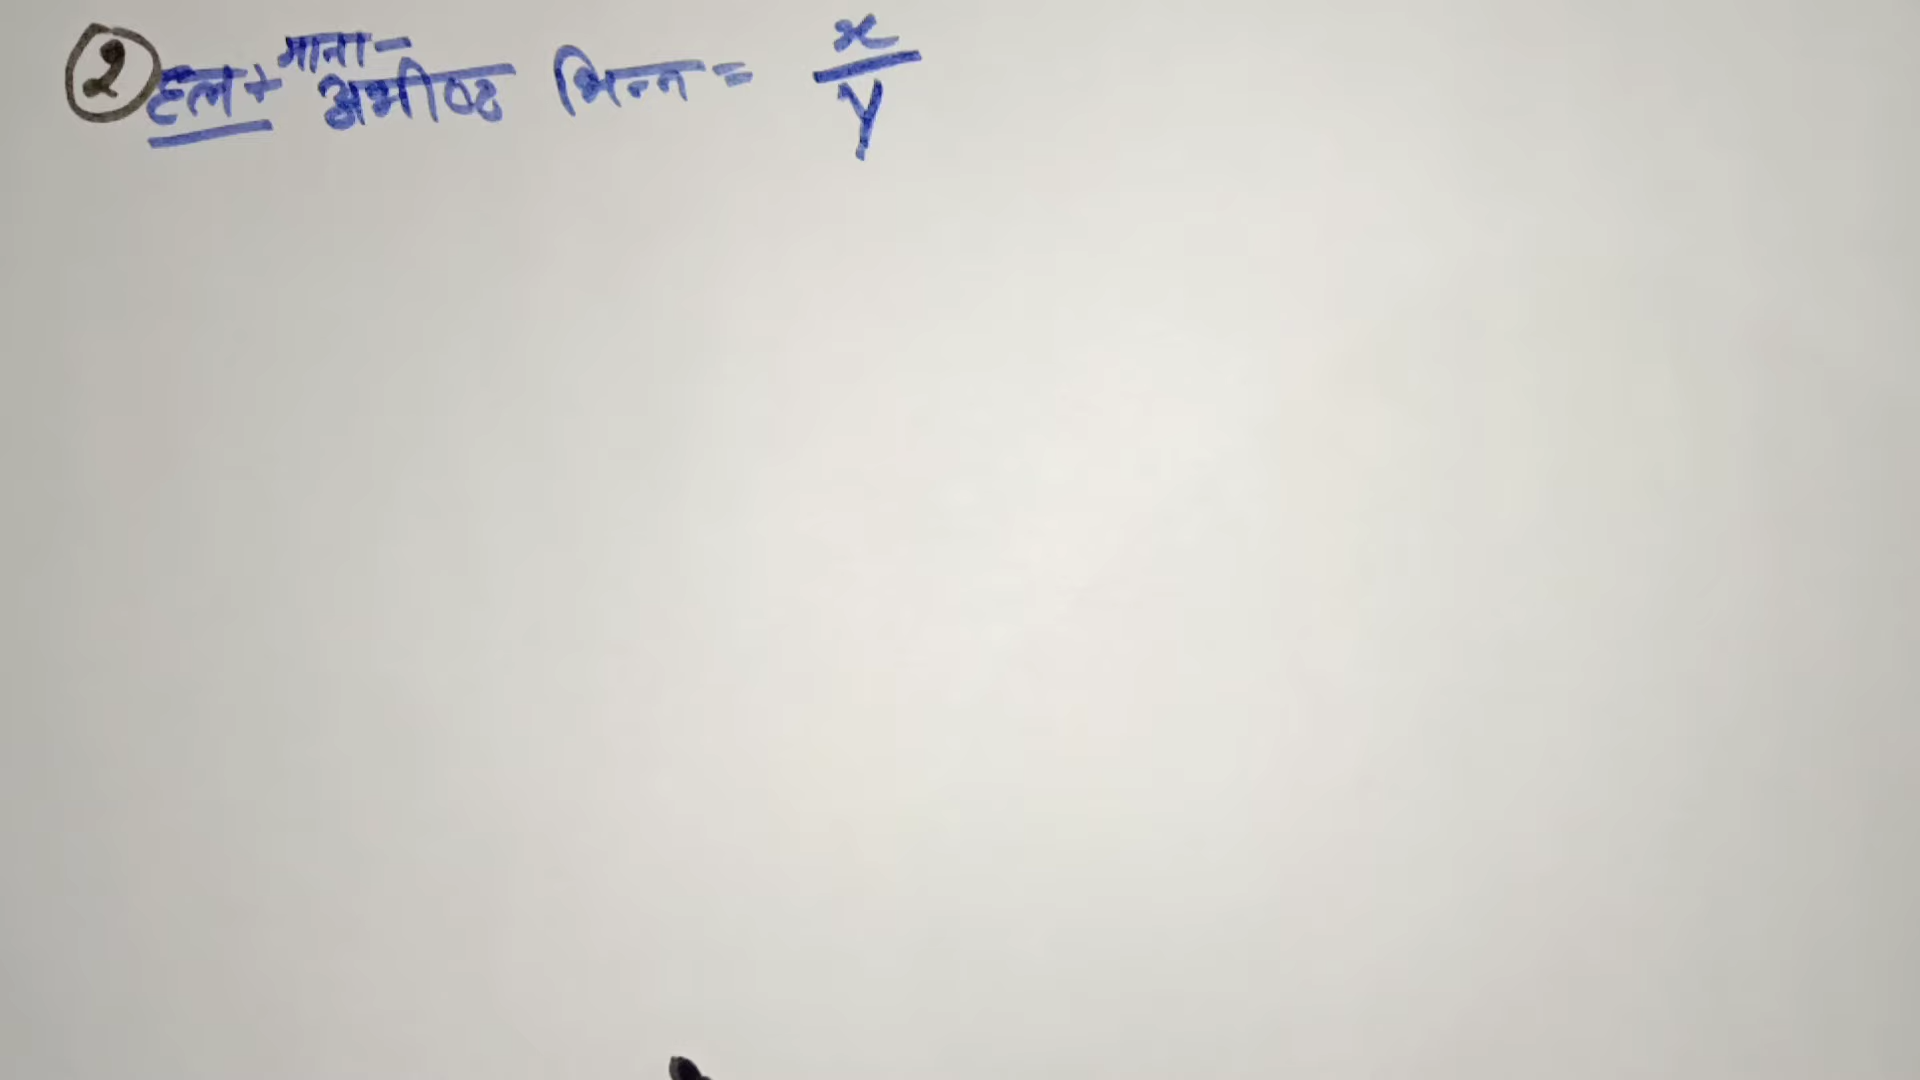 ② हल + माना - अभीष्ठ भिन्न = x/y